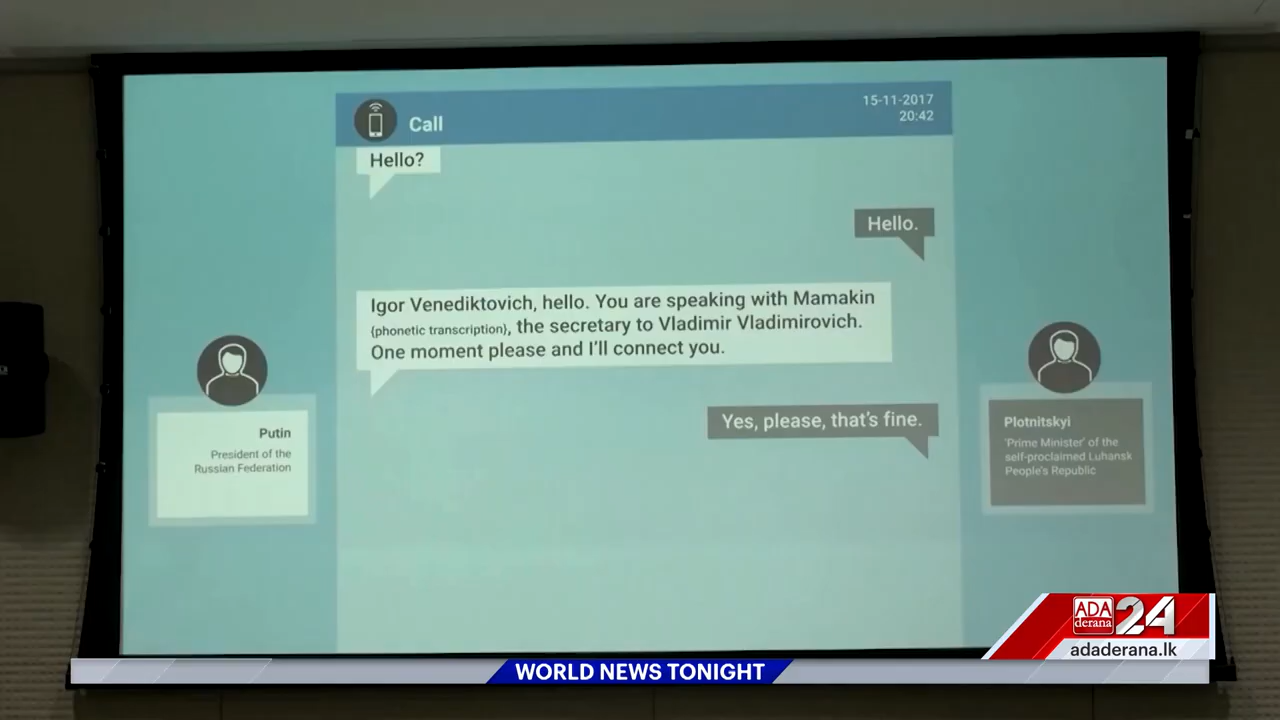 Call
15-11-2017
20:42
Hello?
Hello.
Igor Venediktovich, hello. You are speaking with Mamakin
{phonetic transcription}, the secretary to Vladimir Vladimirovich.
One moment please and I'll connect you.
Yes, please, that's fine.
Putin
President of the
Russian Federation
Plotnitskyi
'Prime Minister' of the
self-proclaimed Luhansk
People's Republic
ADA
derana
24
adaderana.lk
WORLD NEWS TONIGHT